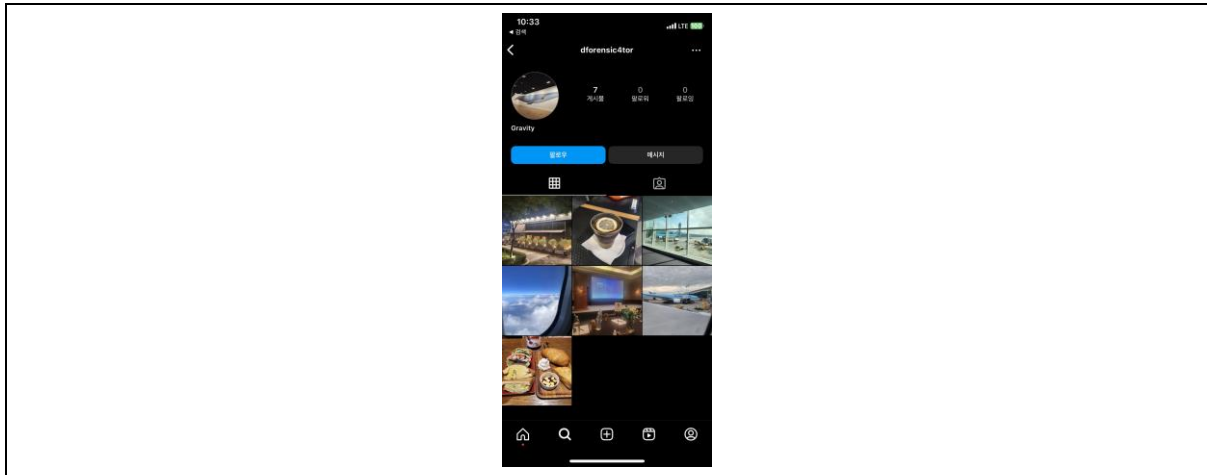 10:33
LTE 100
◀ 검색
dforensic4tor
7 0 0
게시물 팔로워 팔로잉
Gravity
팔로우 메시지